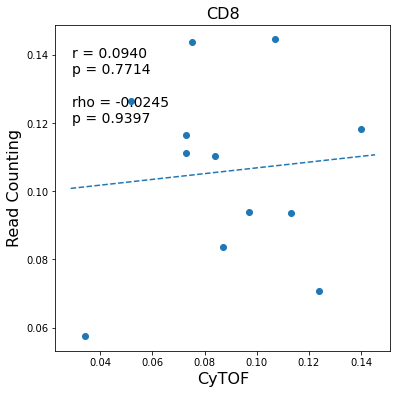 CD8
r = 0.0940
p = 0.7714
rho = -0.0245
p = 0.9397
Read Counting
0.14
0.12
0.10
0.08
0.06
0.04 0.06 0.08 0.10 0.12 0.14
CyTOF